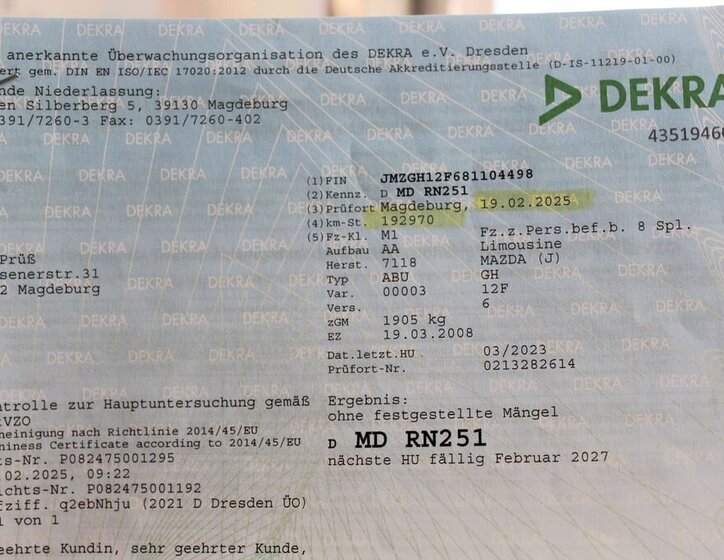 anerkannte Überwachungsorganisation des DEKRA e.V. Dresden
ert gem. DIN EN ISO/IEC 17020:2012 durch die Deutsche Akkreditierungsstelle (D-IS-11219-01-00)
nde Niederlassung:
en Silberberg 5, 39130 Magdeburg
0391/7260-3 Fax: 0391/7260-402
DEKRA
4351946
(1) FIN JMZGH12F681104498
(2) Kennz. D MD RN251
(3) Prüfort Magdeburg, 19.02.2025
(4) km-St. 192970
(5) Fz-Kl. M1 Fz.z.Pers.bef.b. 8 Spl.
Aufbau AA Limousine
Herst. 7118 MAZDA (J)
Typ ABU GH
Var. 00003 12F
Vers. 6
zGM 1905 kg
EZ 19.03.2008
Dat.letzt.HU 03/2023
Prüfort-Nr. 0213282614
Prüß
senerstr.31
2 Magdeburg
ntrolle zur Hauptuntersuchung gemäß
VZO
heinigung nach Richtlinie 2014/45/EU
hiness Certificate according to 2014/45/EU
ts-Nr. P082475001295
.02.2025, 09:22
ichts-Nr. P082475001192
fziff. q2ebNhju (2021 D Dresden ÜO)
1 von 1
Ergebnis:
ohne festgestellte Mängel
D MD RN251
nächste HU fällig Februar 2027
eehrte Kundin, sehr geehrter Kunde,